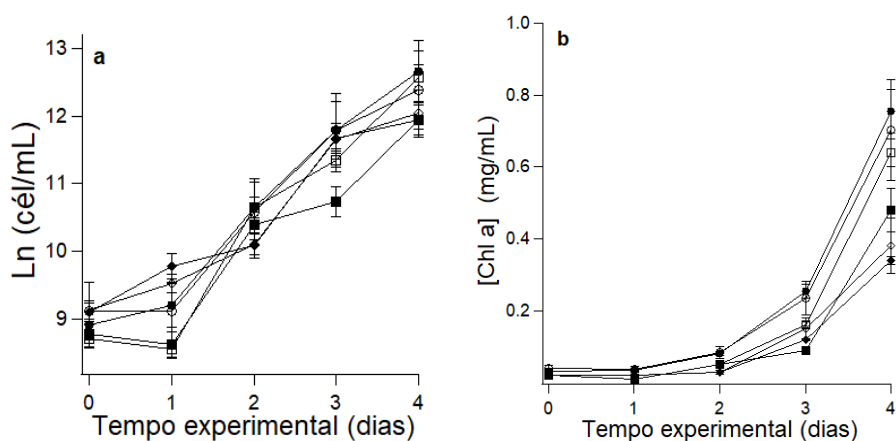 a
13
12
11
10
9
Ln (cél/mL)
0 1 2 3 4
Tempo experimental (dias)
b
1.0
0.8
0.6
0.4
0.2
[Chl a] (mg/mL)
0 1 2 3 4
Tempo experimental (dias)